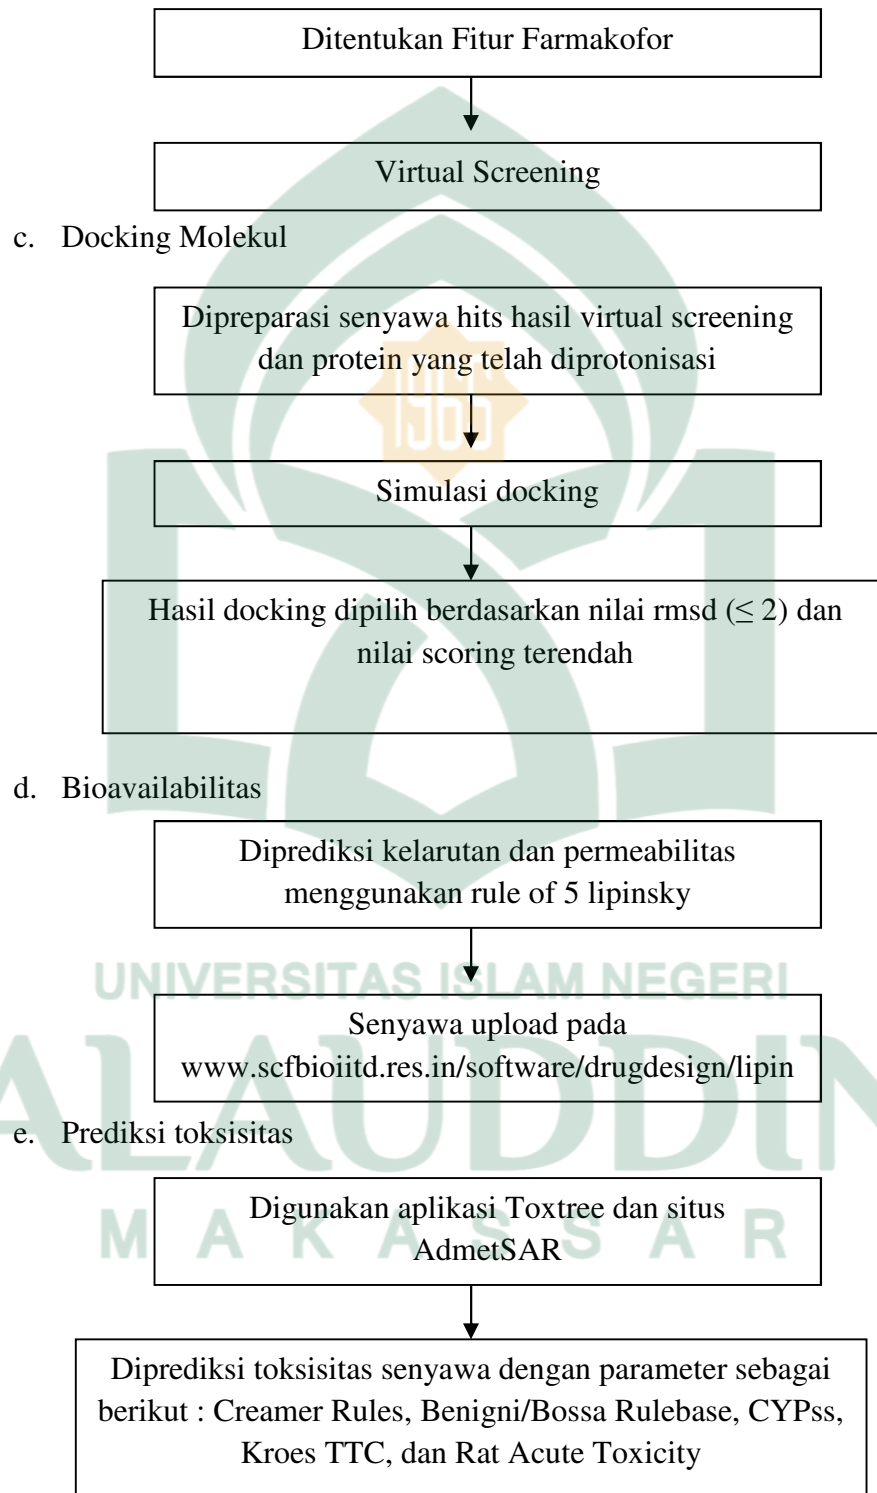 Ditentukan Fitur Farmakofor
Virtual Screening
c. Docking Molekul
Dipreparasi senyawa hits hasil virtual screening
dan protein yang telah diprotonisasi
1965
Simulasi docking
Hasil docking dipilih berdasarkan nilai rmsd (≤ 2) dan
nilai scoring terendah
d. Bioavailabilitas
Diprediksi kelarutan dan permeabilitas
menggunakan rule of 5 lipinsky
UNIVERSITAS ISLAM NEGERI
Senyawa upload pada
www.scfbioiitd.res.in/software/drugdesign/lipin
ALAUDDIN
e. Prediksi toksisitas
Digunakan aplikasi Toxtree dan situs
AdmetSAR
MAKASSAR
Diprediksi toksisitas senyawa dengan parameter sebagai
berikut : Creamer Rules, Benigni/Bossa Rulebase, CYPss,
Kroes TTC, dan Rat Acute Toxicity